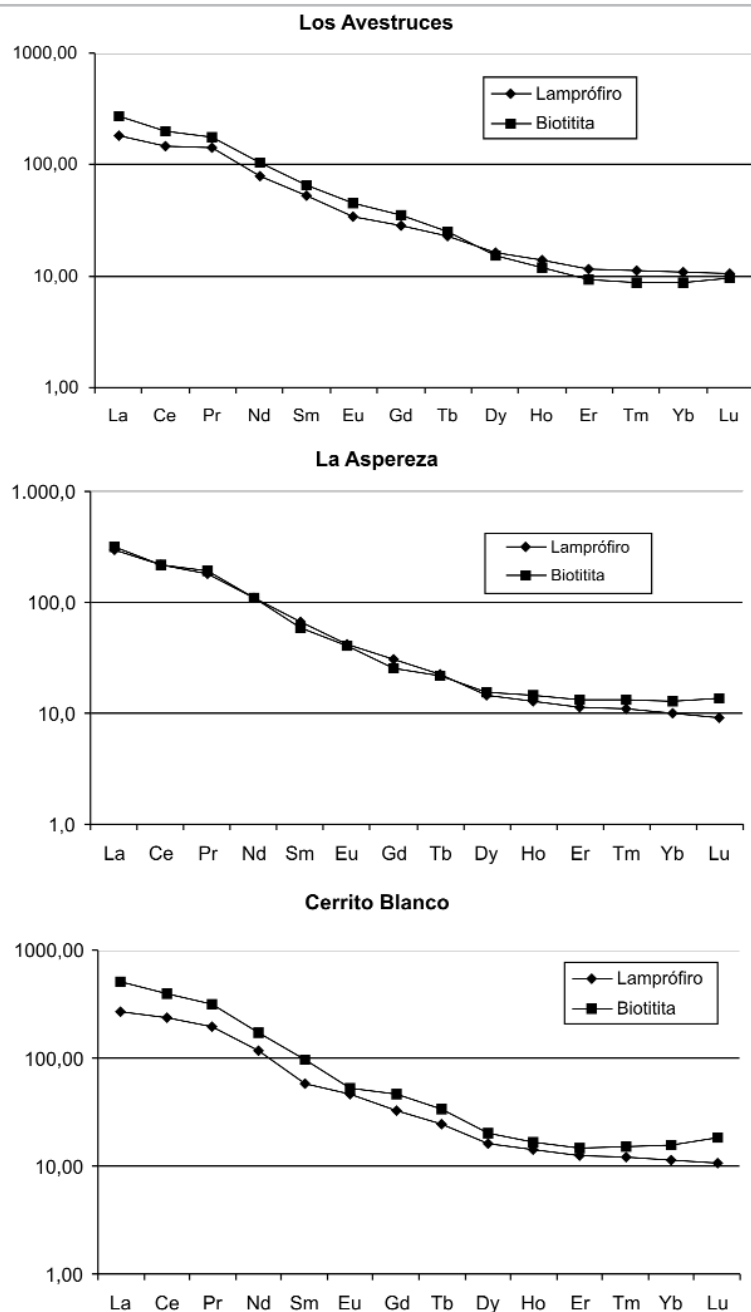 Los Avestruces
1000,00
100,00
10,00
1,00
Lamprófiro
Biotitita
La Ce Pr Nd Sm Eu Gd Tb Dy Ho Er Tm Yb Lu
La Aspereza
1.000,0
100,0
10,0
1,0
Lamprófiro
Biotitita
La Ce Pr Nd Sm Eu Gd Tb Dy Ho Er Tm Yb Lu
Cerrito Blanco
1000,00
100,00
10,00
1,00
Lamprófiro
Biotitita
La Ce Pr Nd Sm Eu Gd Tb Dy Ho Er Tm Yb Lu